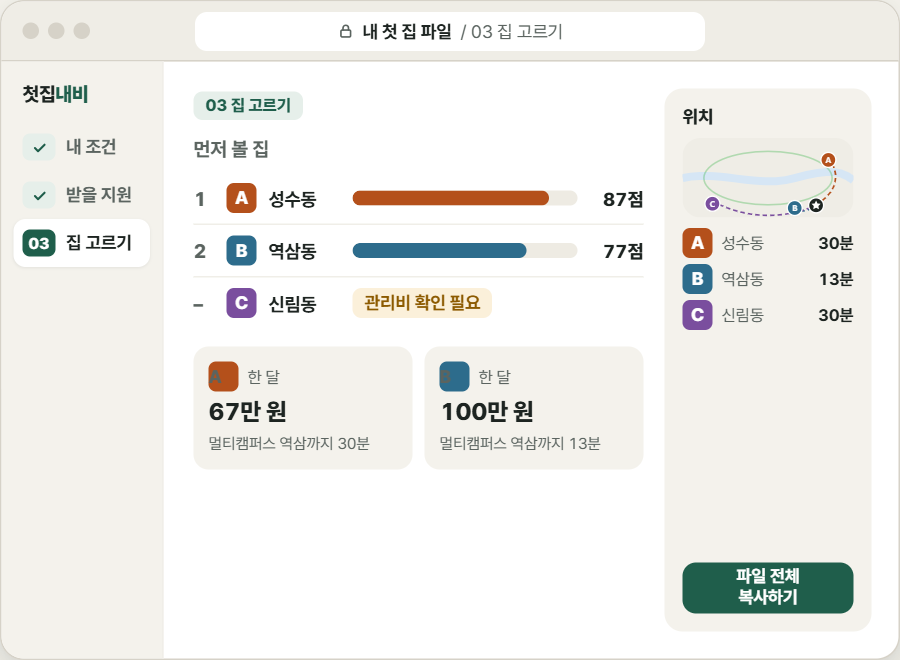 내 첫 집 파일 / 03 집 고르기
첫집내비
내 조건
받을 지원
03 집 고르기
03 집 고르기
먼저 볼 집
1 A 성수동 87점
2 B 역삼동 77점
– C 신림동 관리비 확인 필요
A 한 달
67만 원
멀티캠퍼스 역삼까지 30분
B 한 달
100만 원
멀티캠퍼스 역삼까지 13분
위치
A
C
B
A 성수동 30분
B 역삼동 13분
C 신림동 30분
파일 전체
복사하기